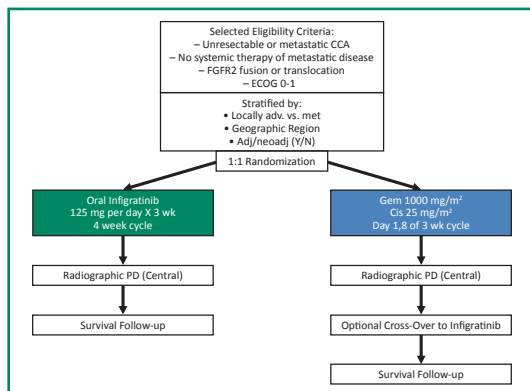 Selected Eligibility Criteria:
– Unresectable or metastatic CCA
– No systemic therapy of metastatic disease
– FGFR2 fusion or translocation
– ECOG 0-1
Stratified by:
• Locally adv. vs. met
• Geographic Region
• Adj/neoadj (Y/N)
1:1 Randomization
Oral Infigratinib
125 mg per day X 3 wk
4 week cycle
Gem 1000 mg/m²
Cis 25 mg/m²
Day 1,8 of 3 wk cycle
Radiographic PD (Central)
Radiographic PD (Central)
Survival Follow-up
Optional Cross-Over to Infigratinib
Survival Follow-up